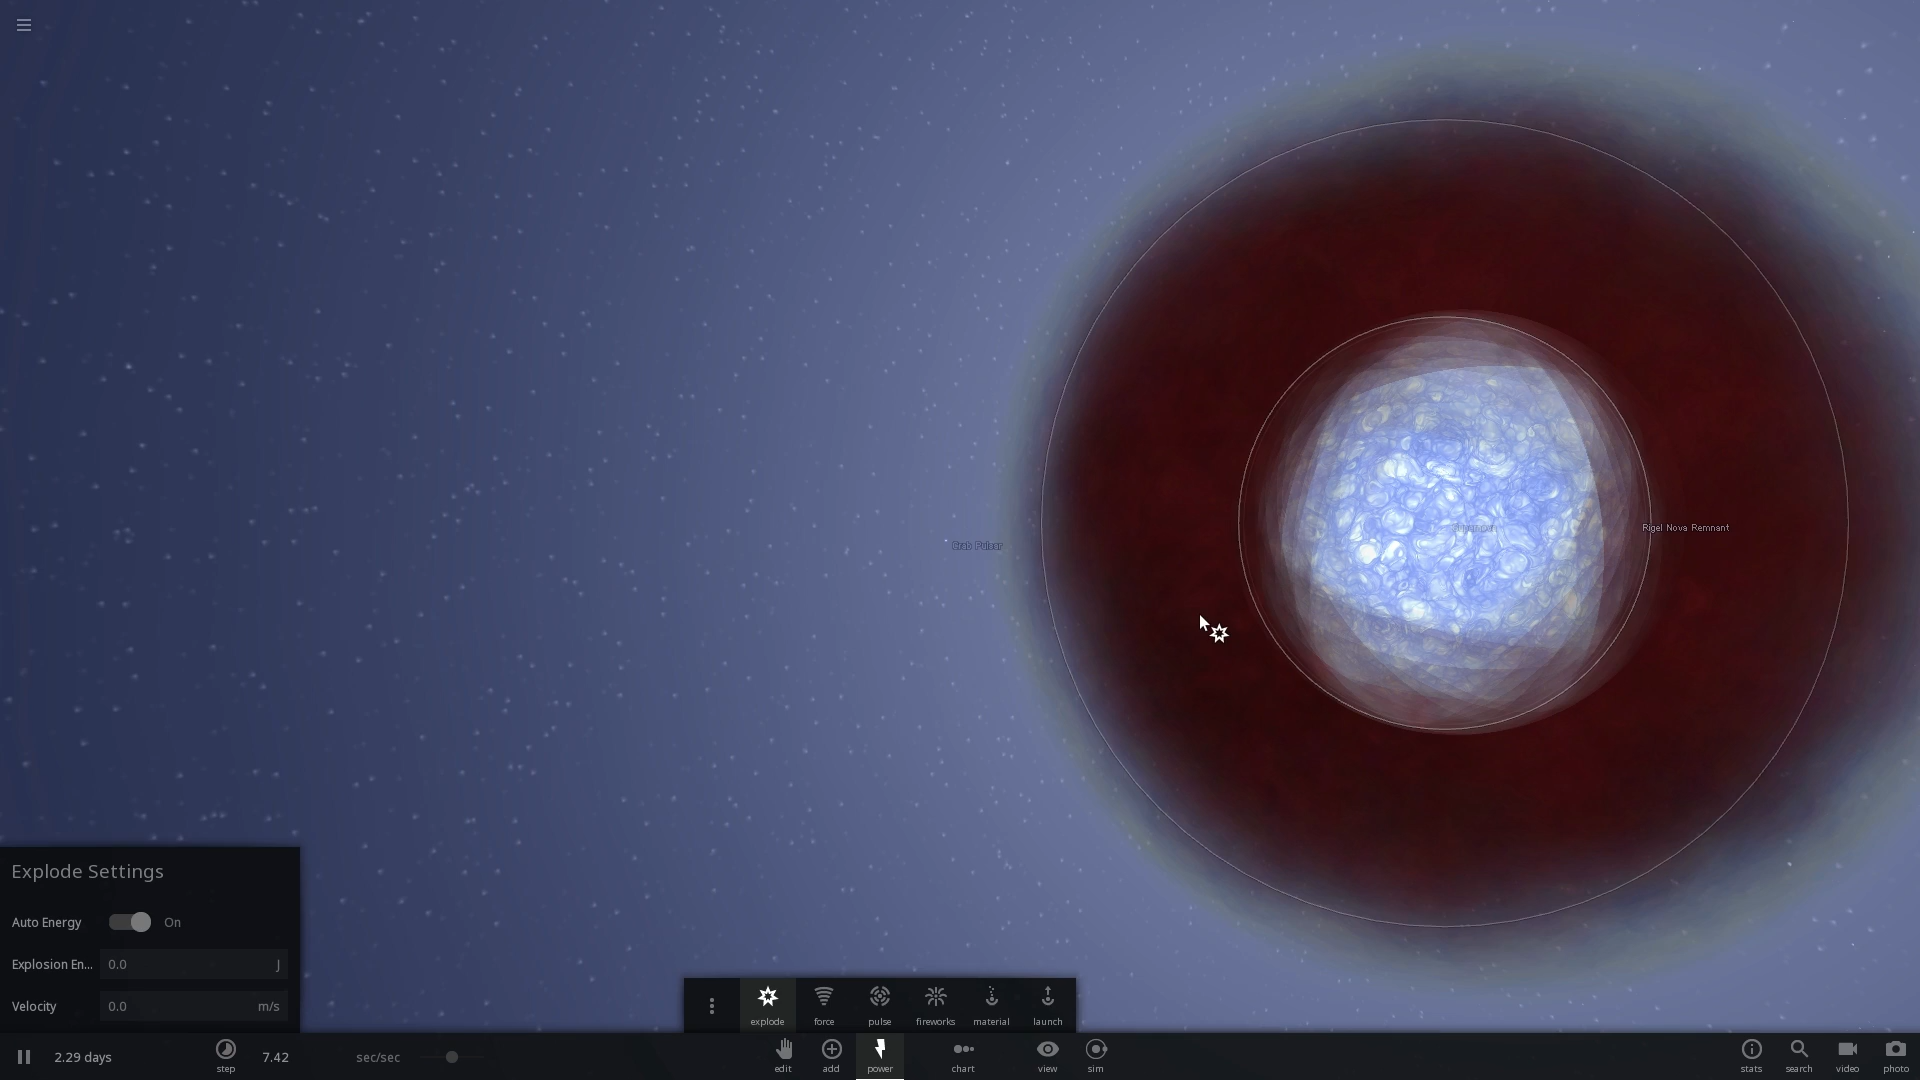 Crab Pulsar
Rigel Nova Remnant
Explode Settings
Auto Energy On
Explosion En... 0.0 J
Velocity 0.0 m/s
explode force pulse fireworks material launch
2.29 days step 7.42 sec/sec edit add power chart view sim stats search video photo